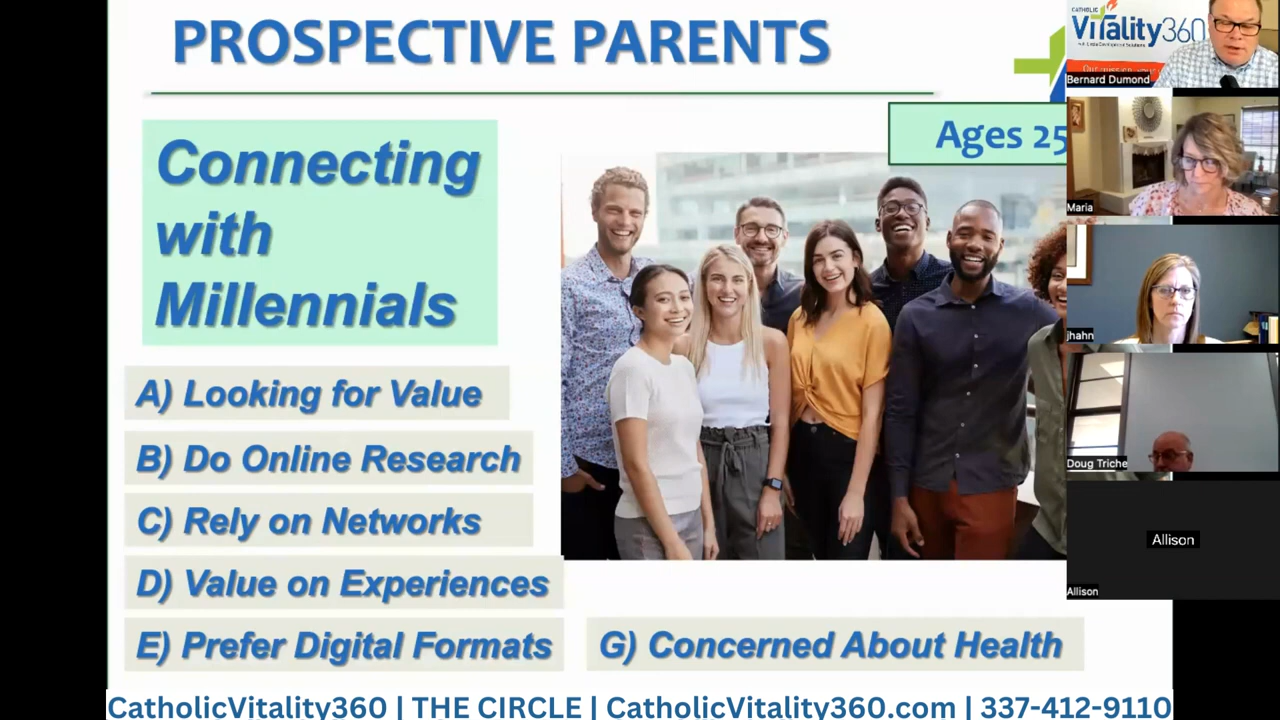 PROSPECTIVE PARENTS
Connecting
with
Millennials
Ages 25
A) Looking for Value
B) Do Online Research
C) Rely on Networks
D) Value on Experiences
E) Prefer Digital Formats
G) Concerned About Health
CATHOLIC
Vitality360
Bernard Dumond
Maria
jhahn
Doug Triche
Allison
Allison
CatholicVitality360 | THE CIRCLE | CatholicVitality360.com | 337-412-9110